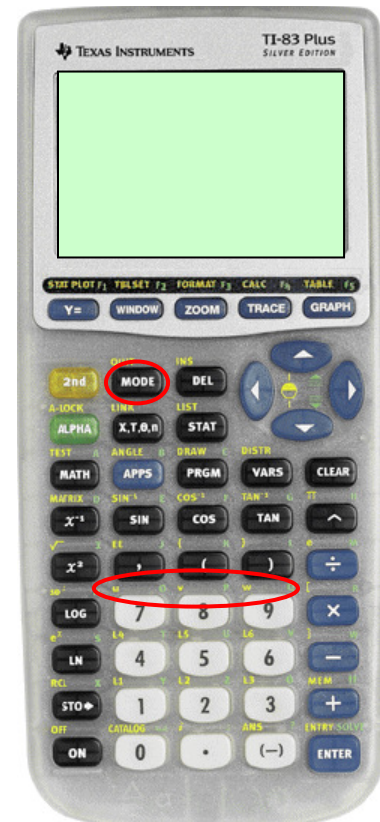 TEXAS INSTRUMENTS TI-83 Plus
SILVER EDITION
STAT PLOT F1 TBLSET F2 FORMAT F3 CALC F4 TABLE F5
Y= WINDOW ZOOM TRACE GRAPH
INS
2nd MODE DEL
A-LOCK LINK LIST
ALPHA X,T,θ,n STAT
TEST A ANGLE B DRAW C DISTR
MATH APPS PRGM VARS CLEAR
MATRIX D SIN⁻¹ E COS⁻¹ F TAN⁻¹ G π H
x⁻¹ SIN COS TAN ^
√ I EE J { K } L e M
x² , ( ) ÷
10ˣ u O v P w [
LOG 7 8 9 ×
eˣ S L4 T L5 U L6 V ] W
LN 4 5 6 −
RCL X L1 Y L2 Z L3 θ MEM "
STO➔ 1 2 3 +
OFF CATALOG i ANS ? ENTRY SOLVE
ON 0 . (−) ENTER